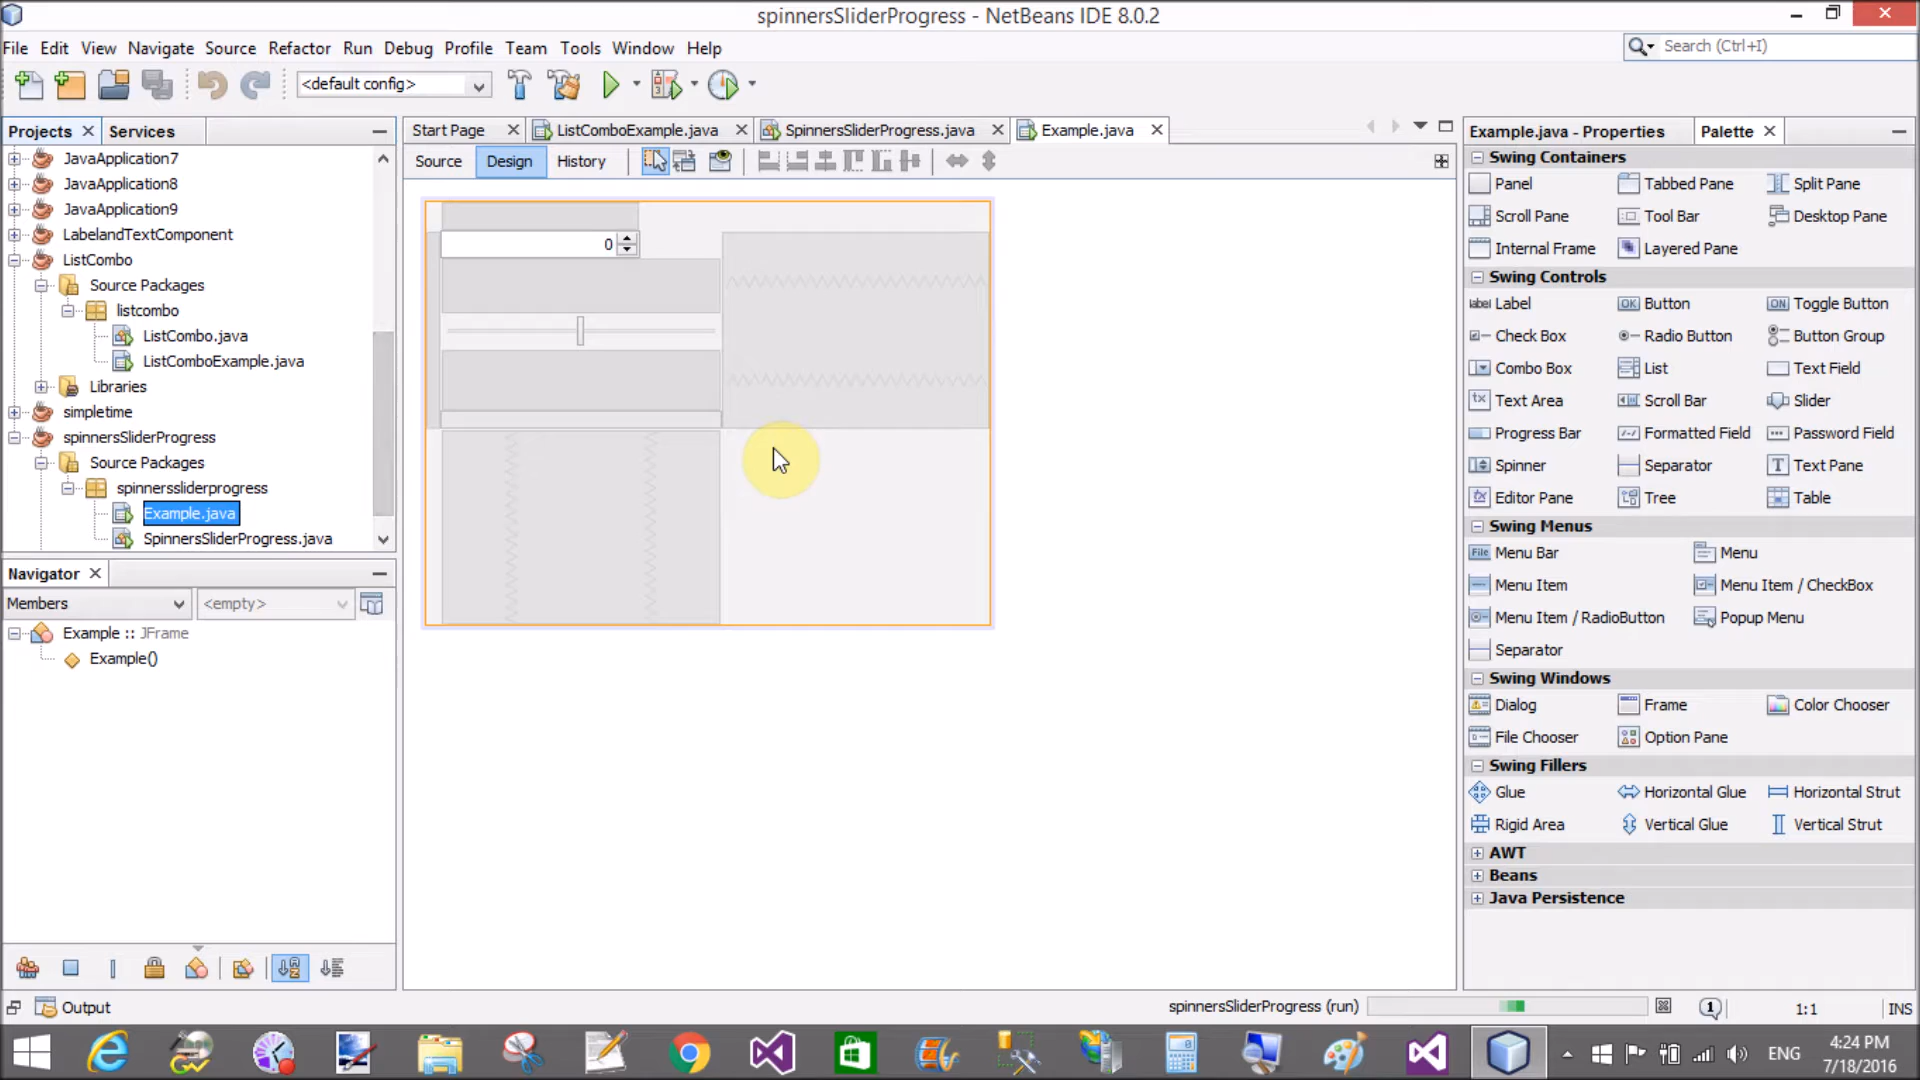 spinnersSliderProgress - NetBeans IDE 8.0.2
File Edit View Navigate Source Refactor Run Debug Profile Team Tools Window Help
Search (Ctrl+I)
<default config>
Projects Services
Start Page ListComboExample.java SpinnersSliderProgress.java Example.java
Example.java - Properties Palette
Source Design History
JavaApplication7
JavaApplication8
JavaApplication9
LabelandTextComponent
ListCombo
Source Packages
listcombo
ListCombo.java
ListComboExample.java
Libraries
simpletime
spinnersSliderProgress
Source Packages
spinnerssliderprogress
Example.java
SpinnersSliderProgress.java
Navigator
Members <empty>
Example :: JFrame
Example()
0
Swing Containers
Panel Tabbed Pane Split Pane
Scroll Pane Tool Bar Desktop Pane
Internal Frame Layered Pane
Swing Controls
label Label OK Button ON Toggle Button
Check Box Radio Button Button Group
Combo Box List Text Field
Text Area Scroll Bar Slider
Progress Bar Formatted Field Password Field
Spinner Separator Text Pane
Editor Pane Tree Table
Swing Menus
File Menu Bar Menu
Menu Item Menu Item / CheckBox
Menu Item / RadioButton Popup Menu
Separator
Swing Windows
Dialog Frame Color Chooser
File Chooser Option Pane
Swing Fillers
Glue Horizontal Glue Horizontal Strut
Rigid Area Vertical Glue Vertical Strut
AWT
Beans
Java Persistence
Output
spinnersSliderProgress (run) 1 1:1 INS
ENG
4:24 PM
7/18/2016